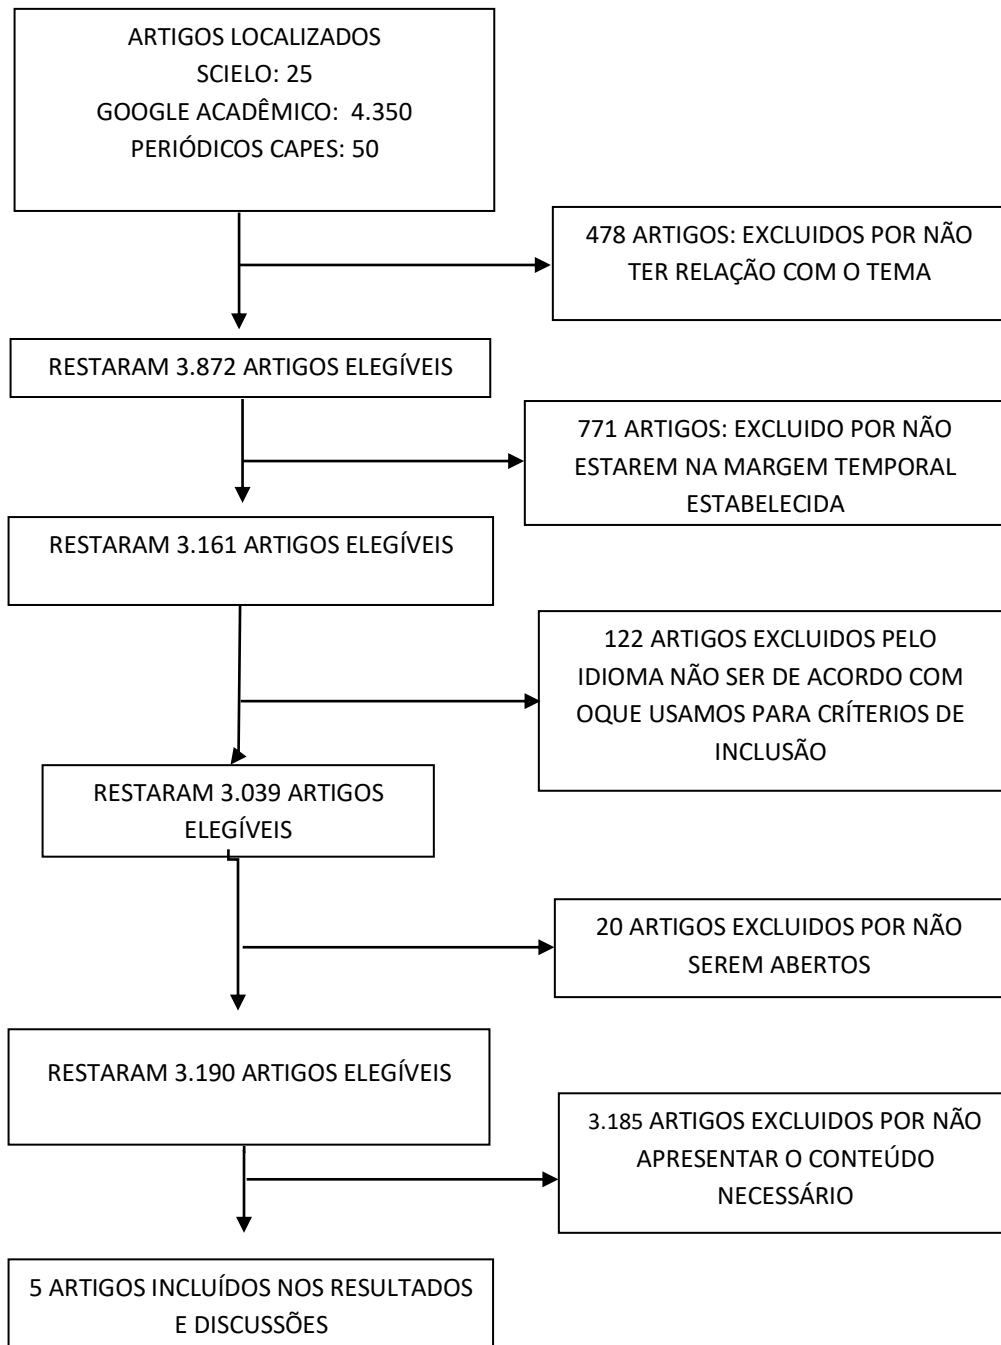 ARTIGOS LOCALIZADOS
SCIELO: 25
GOOGLE ACADÊMICO: 4.350
PERIÓDICOS CAPES: 50
478 ARTIGOS: EXCLUIDOS POR NÃO
TER RELAÇÃO COM O TEMA
RESTARAM 3.872 ARTIGOS ELEGÍVEIS
771 ARTIGOS: EXCLUIDO POR NÃO
ESTAREM NA MARGEM TEMPORAL
ESTABELECIDA
RESTARAM 3.161 ARTIGOS ELEGÍVEIS
122 ARTIGOS EXCLUIDOS PELO
IDIOMA NÃO SER DE ACORDO COM
OQUE USAMOS PARA CRÍTERIOS DE
INCLUSÃO
RESTARAM 3.039 ARTIGOS
ELEGÍVEIS
20 ARTIGOS EXCLUIDOS POR NÃO
SEREM ABERTOS
RESTARAM 3.190 ARTIGOS ELEGÍVEIS
3.185 ARTIGOS EXCLUIDOS POR NÃO
APRESENTAR O CONTEÚDO
NECESSÁRIO
5 ARTIGOS INCLUÍDOS NOS RESULTADOS
E DISCUSSÕES